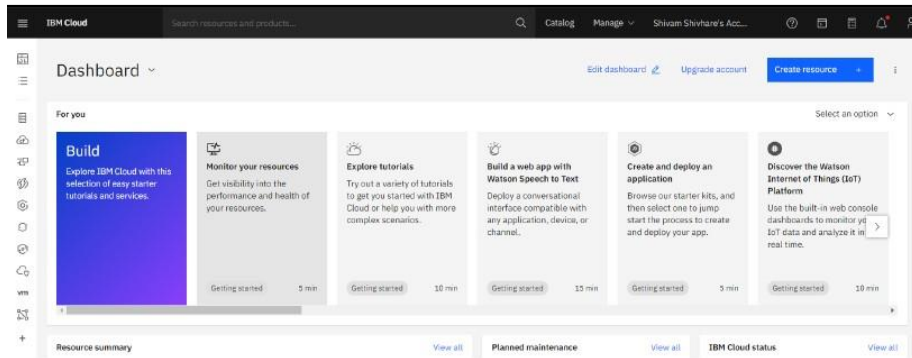 IBM Cloud
Search resources and products...
Catalog
Manage
Shivam Shivhare's Acc...
Dashboard
Edit dashboard
Upgrade account
Create resource +
For you
Select an option
Build
Explore IBM Cloud with this
selection of easy starter
tutorials and services.
Monitor your resources
Get visibility into the
performance and health of
your resources.
Getting started
5 min
Explore tutorials
Try out a variety of tutorials
to get you started with IBM
Cloud or help you with more
complex scenarios.
Getting started
10 min
Build a web app with
Watson Speech to Text
Deploy a conversational
interface compatible with
any application, device, or
channel.
Getting started
15 min
Create and deploy an
application
Browse our starter kits, and
then select one to jump
start the process to create
and deploy your app.
Getting started
5 min
Discover the Watson
Internet of Things (IoT)
Platform
Use the built-in web console
dashboards to monitor yo
IoT data and analyze it in
real time.
Getting started
10 min
vm
Resource summary
View all
Planned maintenance
View all
IBM Cloud status
View all